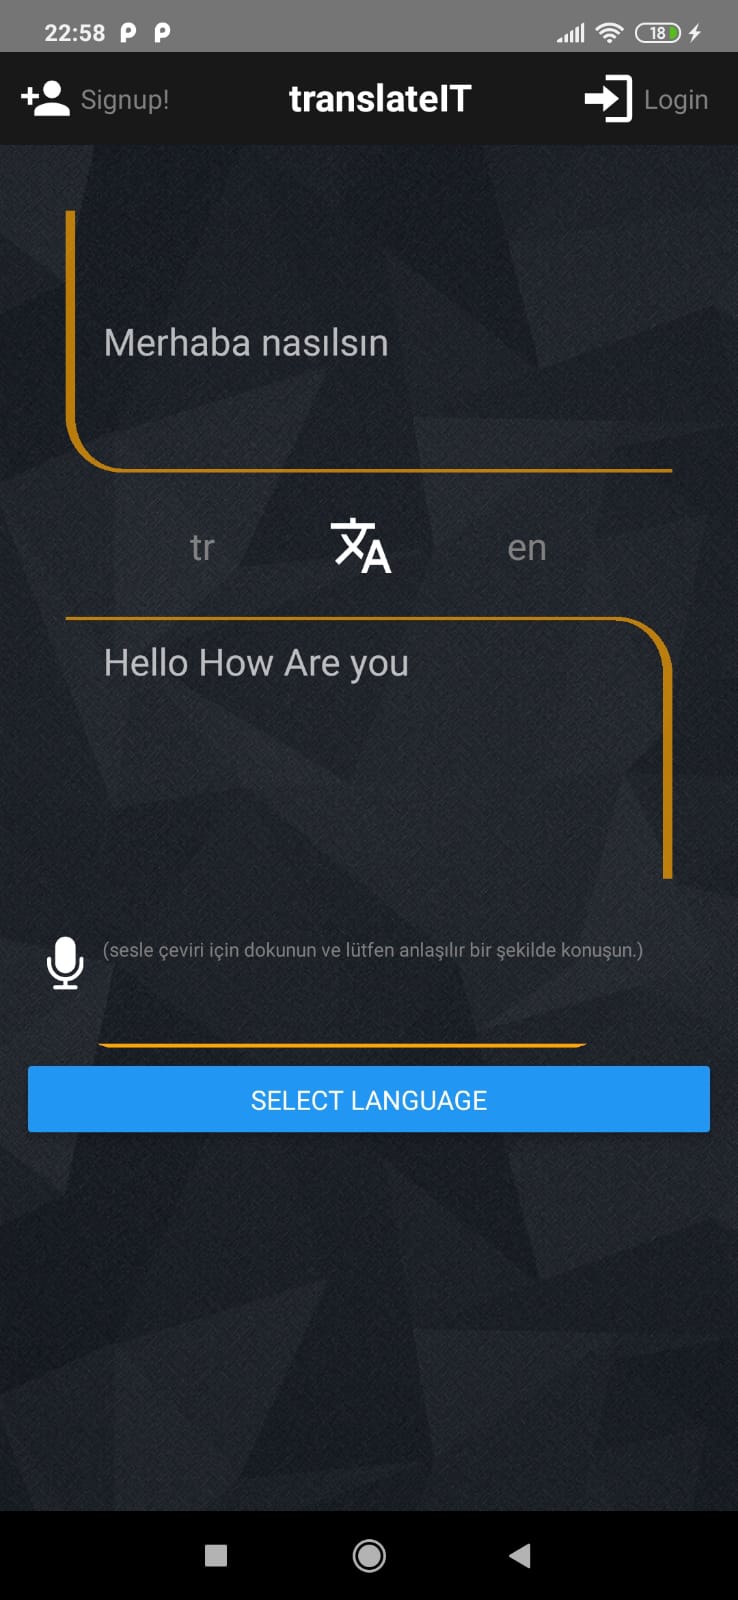 22:58
18
Signup!
translateIT
Login
Merhaba nasılsın
tr
en
Hello How Are you
(sesle çeviri için dokunun ve lütfen anlaşılır bir şekilde konuşun.)
SELECT LANGUAGE